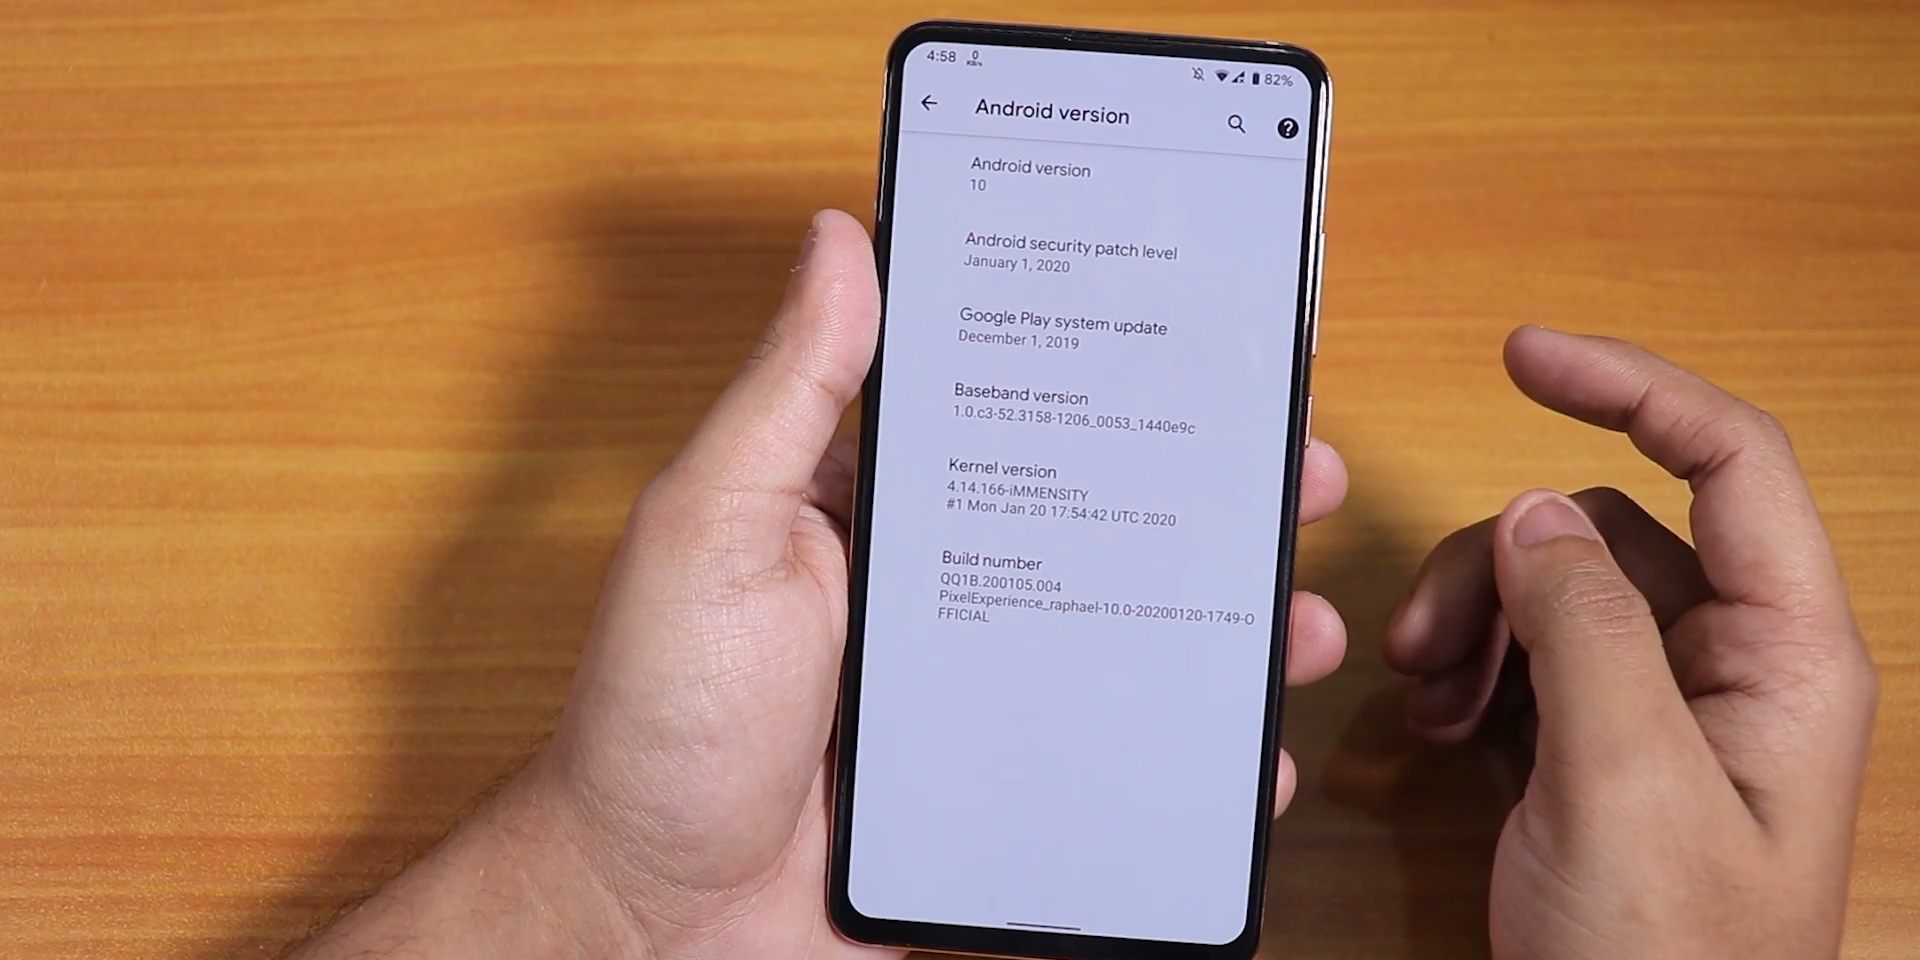 4:58 0 KB/s 82%
Android version
Android version
10
Android security patch level
January 1, 2020
Google Play system update
December 1, 2019
Baseband version
1.0.c3-52.3158-1206_0053_1440e9c
Kernel version
4.14.166-iMMENSITY
#1 Mon Jan 20 17:54:42 UTC 2020
Build number
QQ1B.200105.004
PixelExperience_raphael-10.0-20200120-1749-O
FFICIAL